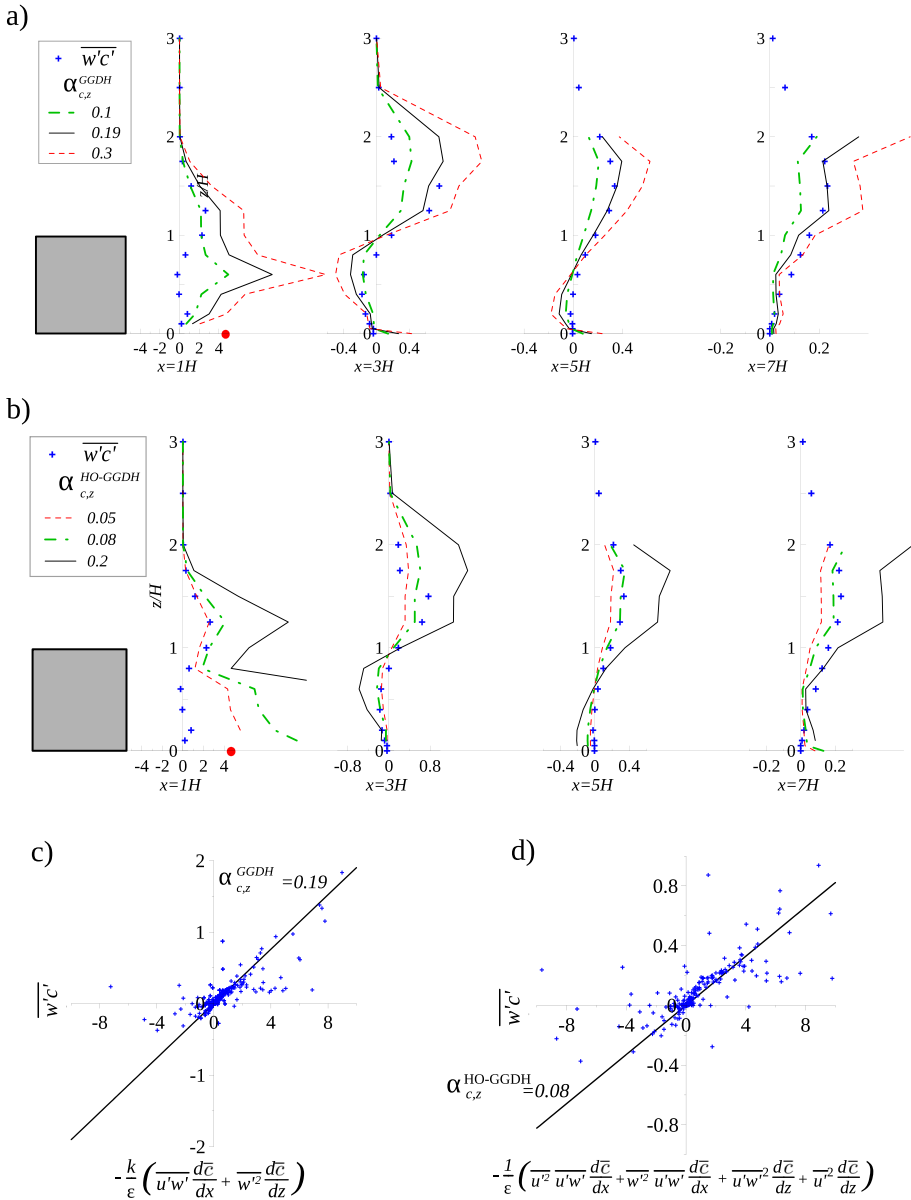 a)
w'c'
α GGDH c,z
0.1
0.19
0.3
z/H
3
2
1
0
-4 -2 0 2 4
x=1H
3
2
1
0
-0.4 0 0.4
x=3H
3
2
1
0
-0.4 0 0.4
x=5H
3
2
1
0
-0.2 0 0.2
x=7H
b)
w'c'
α HO-GGDH c,z
0.05
0.08
0.2
z/H
3
2
1
0
-4 -2 0 2 4
x=1H
3
2
1
0
-0.8 0 0.8
x=3H
3
2
1
0
-0.4 0 0.4
x=5H
3
2
1
0
-0.2 0 0.2
x=7H
c)
α GGDH c,z =0.19
w'c'
2
1
0
-1
-2
-8 -4 0 4 8
-k/ε (u'w' dc/dx + w'² dc/dz)
d)
α HO-GGDH c,z =0.08
w'c'
0.8
0.4
0
-0.4
-0.8
-8 -4 0 4 8
-1/ε (u'² u'w' dc/dx + w'² u'w' dc/dx + u'w'² dc/dz + u'² dc/dz)